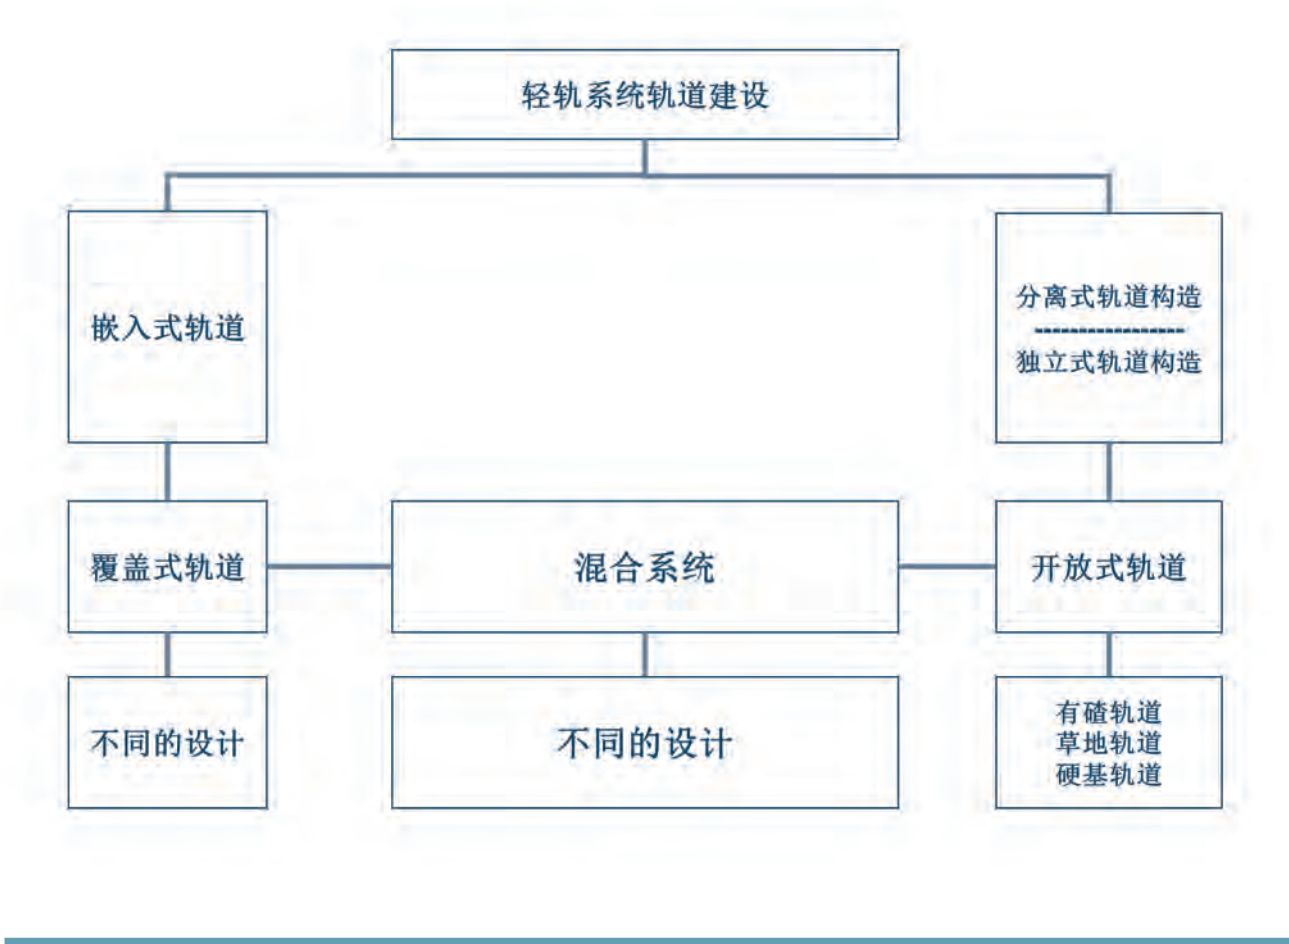 轻轨系统轨道建设
嵌入式轨道
分离式轨道构造
独立式轨道构造
覆盖式轨道
混合系统
开放式轨道
不同的设计
不同的设计
有碴轨道
草地轨道
硬基轨道